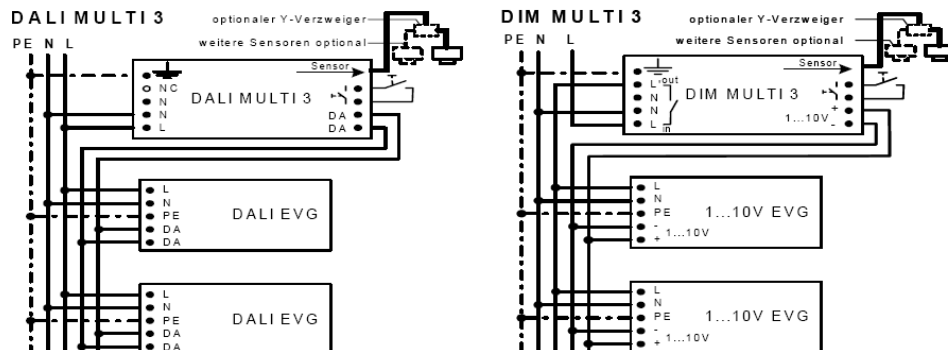 DALI MULTI 3
optionaler Y-Verzweiger
PE N L
weitere Sensoren optional
Sensor
NC
DALI MULTI 3
N
N
DA
L
DA
L
N
PE
DALI EVG
DA
DA
L
N
PE
DALI EVG
DA
DA
DIM MULTI 3
optionaler Y-Verzweiger
PE N L
weitere Sensoren optional
Sensor
L-out
N
DIM MULTI 3
N
+
1...10V
L
in
-
L
N
PE
1...10V EVG
-
1...10V
+
L
N
PE
1...10V EVG
-
1...10V
+